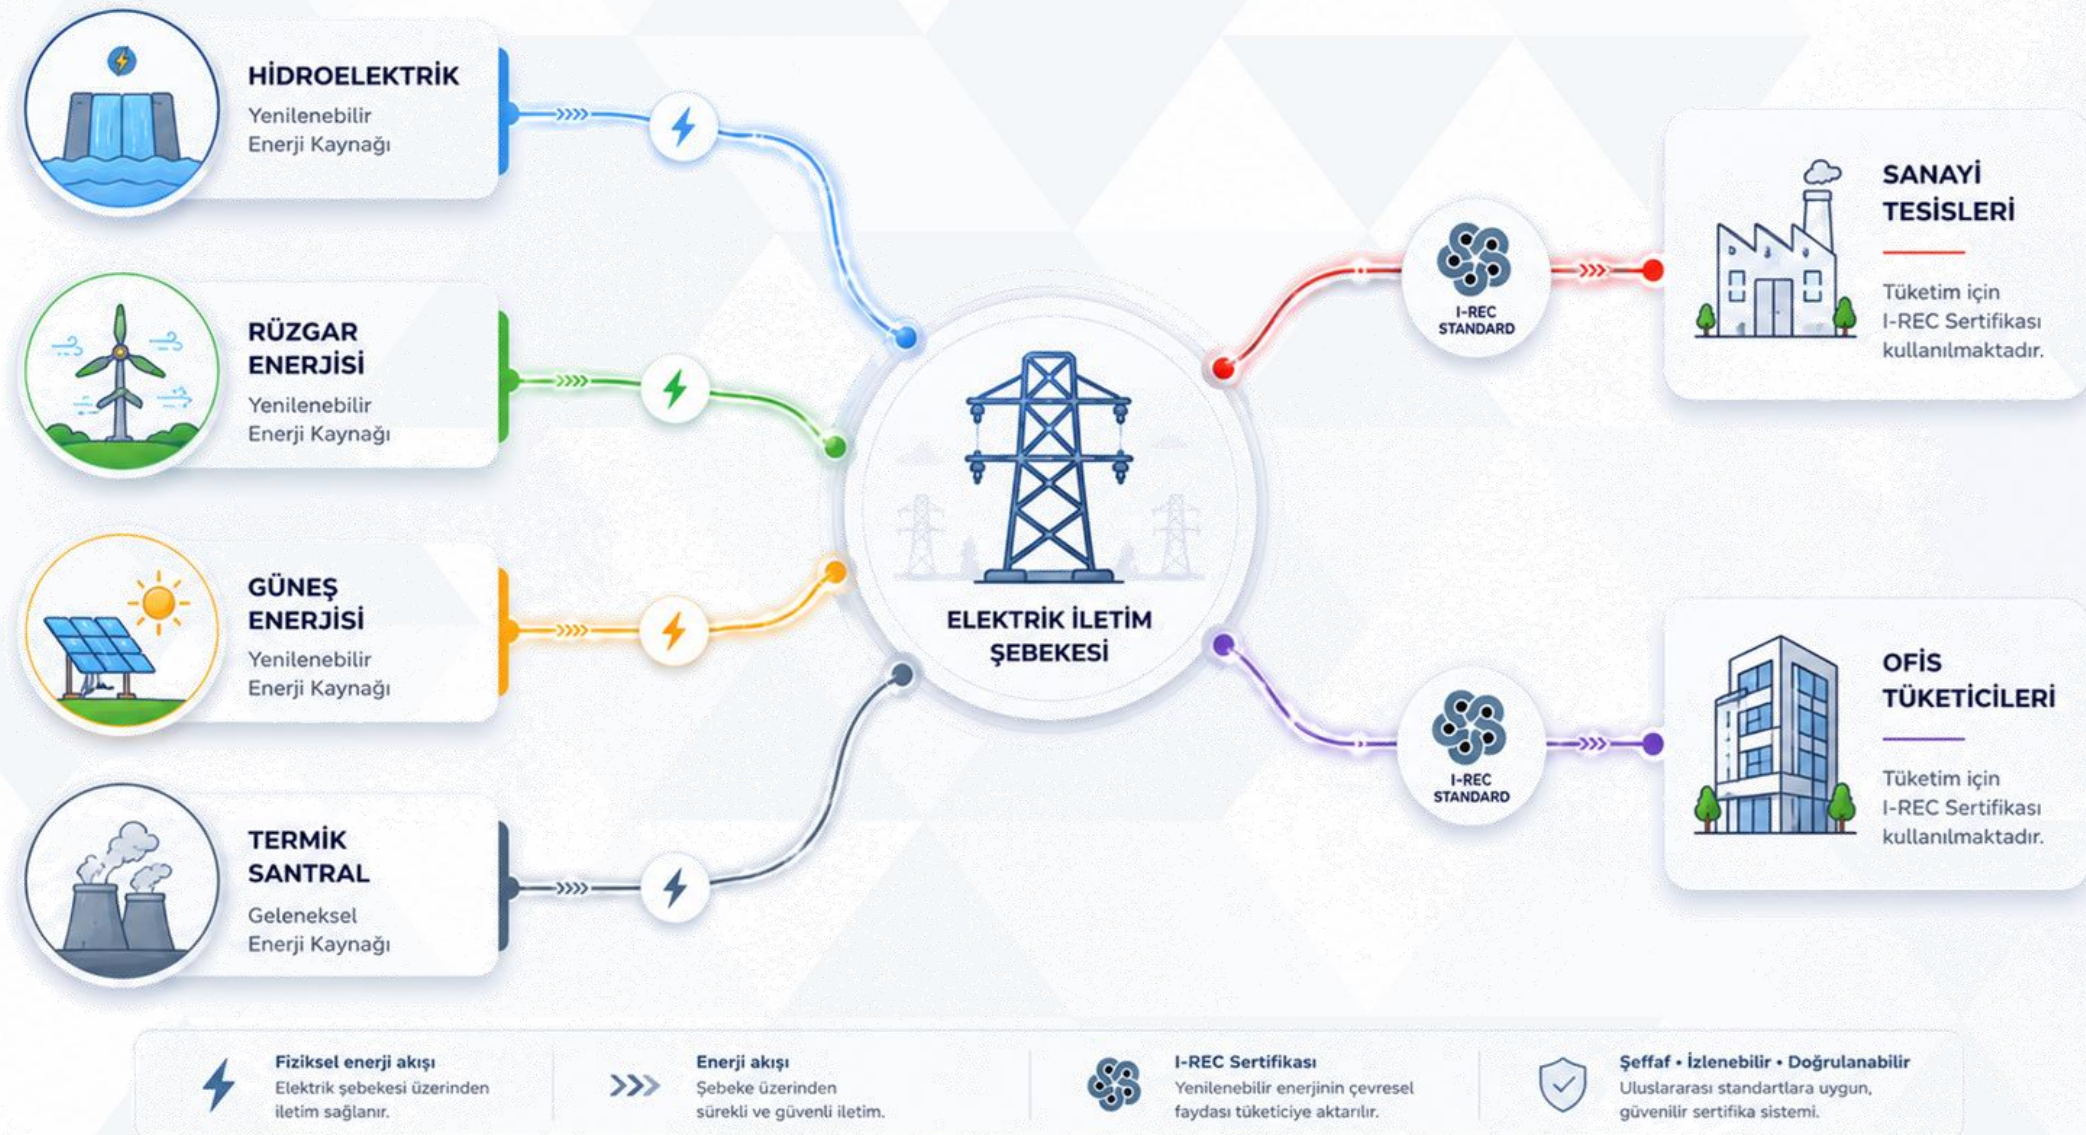 HİDROELEKTRİK
Yenilenebilir
Enerji Kaynağı
RÜZGAR
ENERJİSİ
Yenilenebilir
Enerji Kaynağı
GÜNEŞ
ENERJİSİ
Yenilenebilir
Enerji Kaynağı
TERMİK
SANTRAL
Geleneksel
Enerji Kaynağı
ELEKTRİK İLETİM
ŞEBEKESİ
I-REC
STANDARD
SANAYİ
TESİSLERİ
Tüketim için
I-REC Sertifikası
kullanılmaktadır.
I-REC
STANDARD
OFİS
TÜKETİCİLERİ
Tüketim için
I-REC Sertifikası
kullanılmaktadır.
Fiziksel enerji akışı
Elektrik şebekesi üzerinden
iletim sağlanır.
Enerji akışı
Şebeke üzerinden
sürekli ve güvenli iletim.
I-REC Sertifikası
Yenilenebilir enerjinin çevresel
faydası tüketiciye aktarılır.
Şeffaf • İzlenebilir • Doğrulanabilir
Uluslararası standartlara uygun,
güvenilir sertifika sistemi.